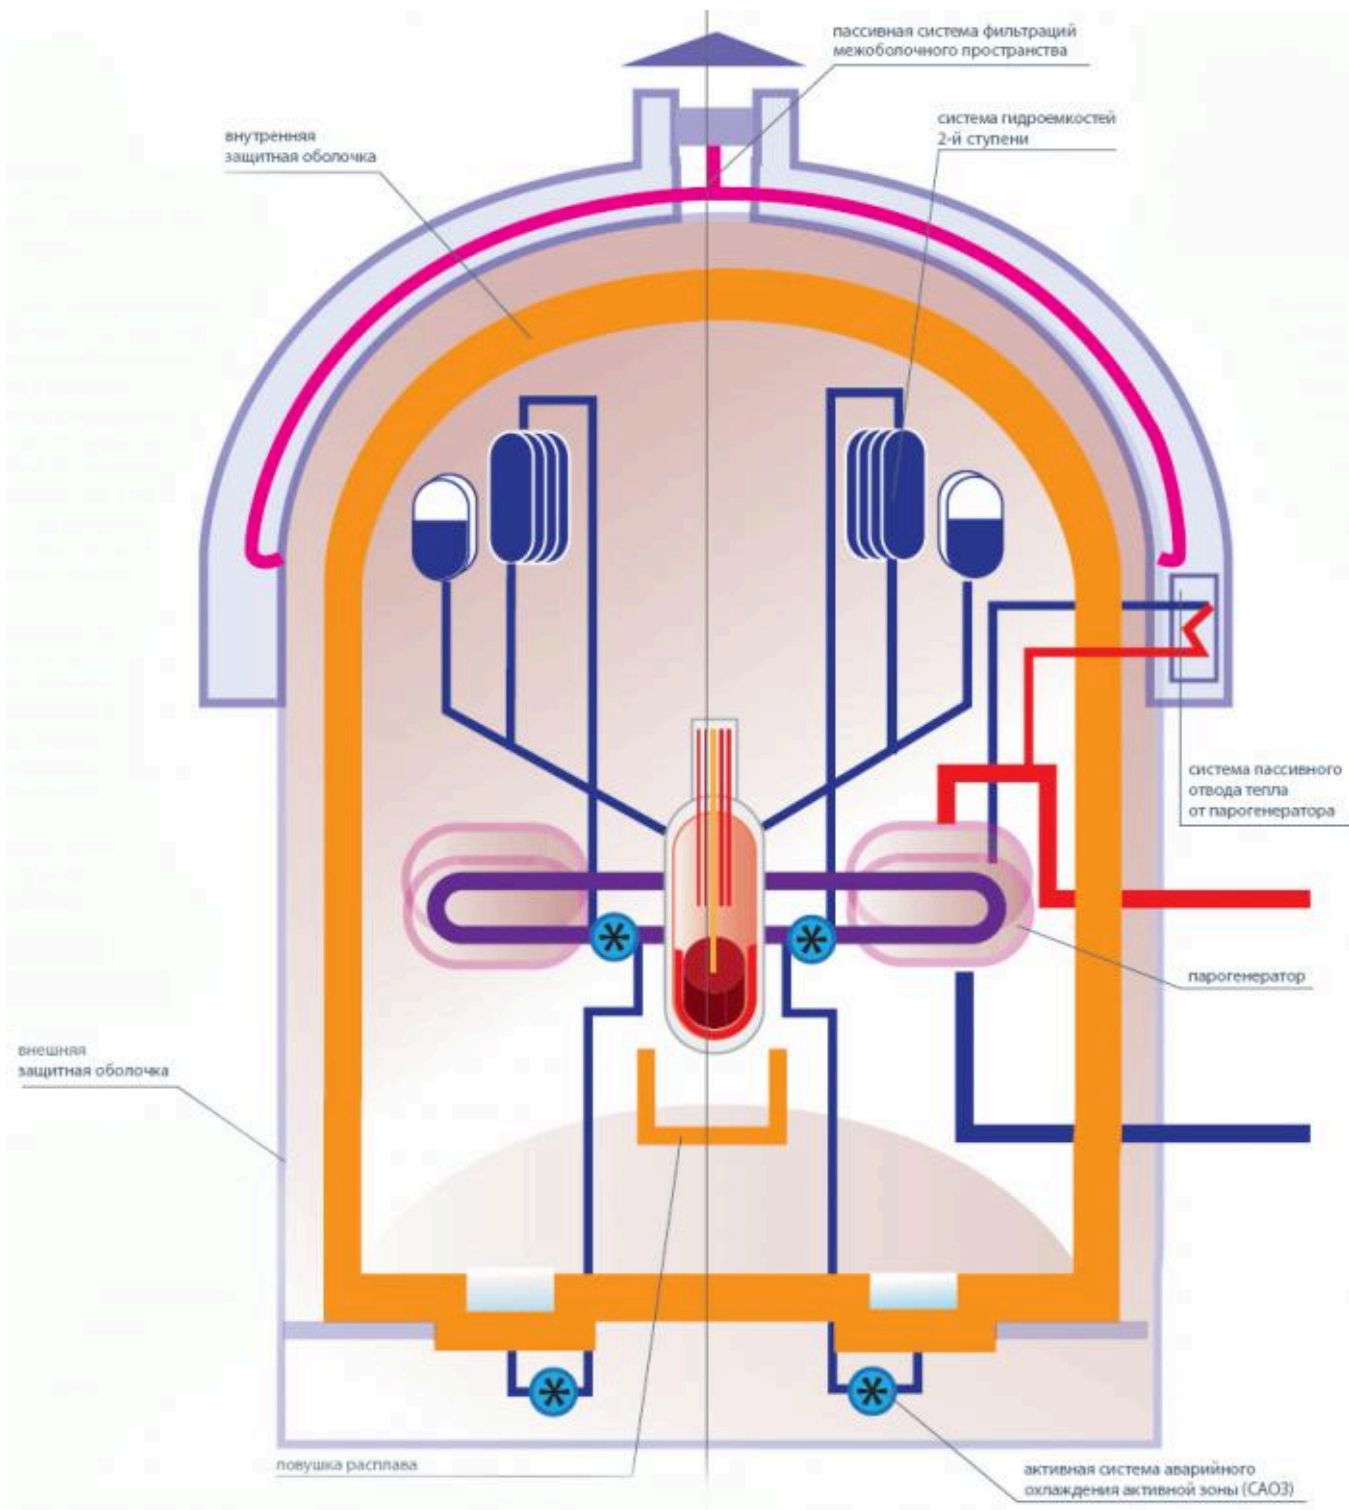 пассивная система фильтраций
межоболочного пространства
система гидроемкостей
2-й ступени
внутренняя
защитная оболочка
система пассивного
отвода тепла
от парогенератора
парогенератор
внешняя
защитная оболочка
ловушка расплава
активная система аварийного
охлаждения активной зоны (САОЗ)